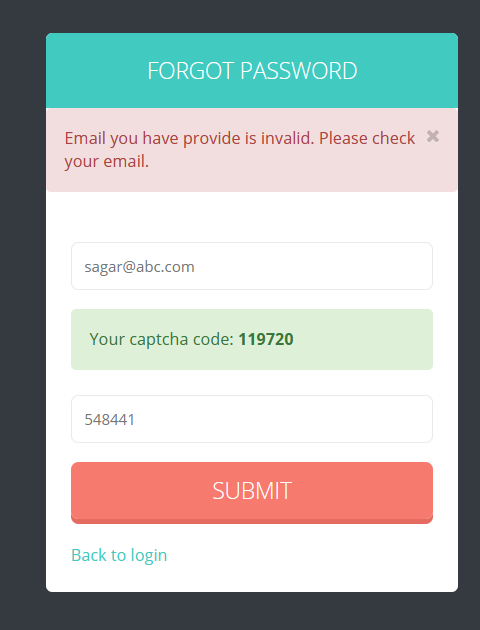 FORGOT PASSWORD
Email you have provide is invalid. Please check
your email.
sagar@abc.com
Your captcha code: 119720
548441
SUBMIT
Back to login